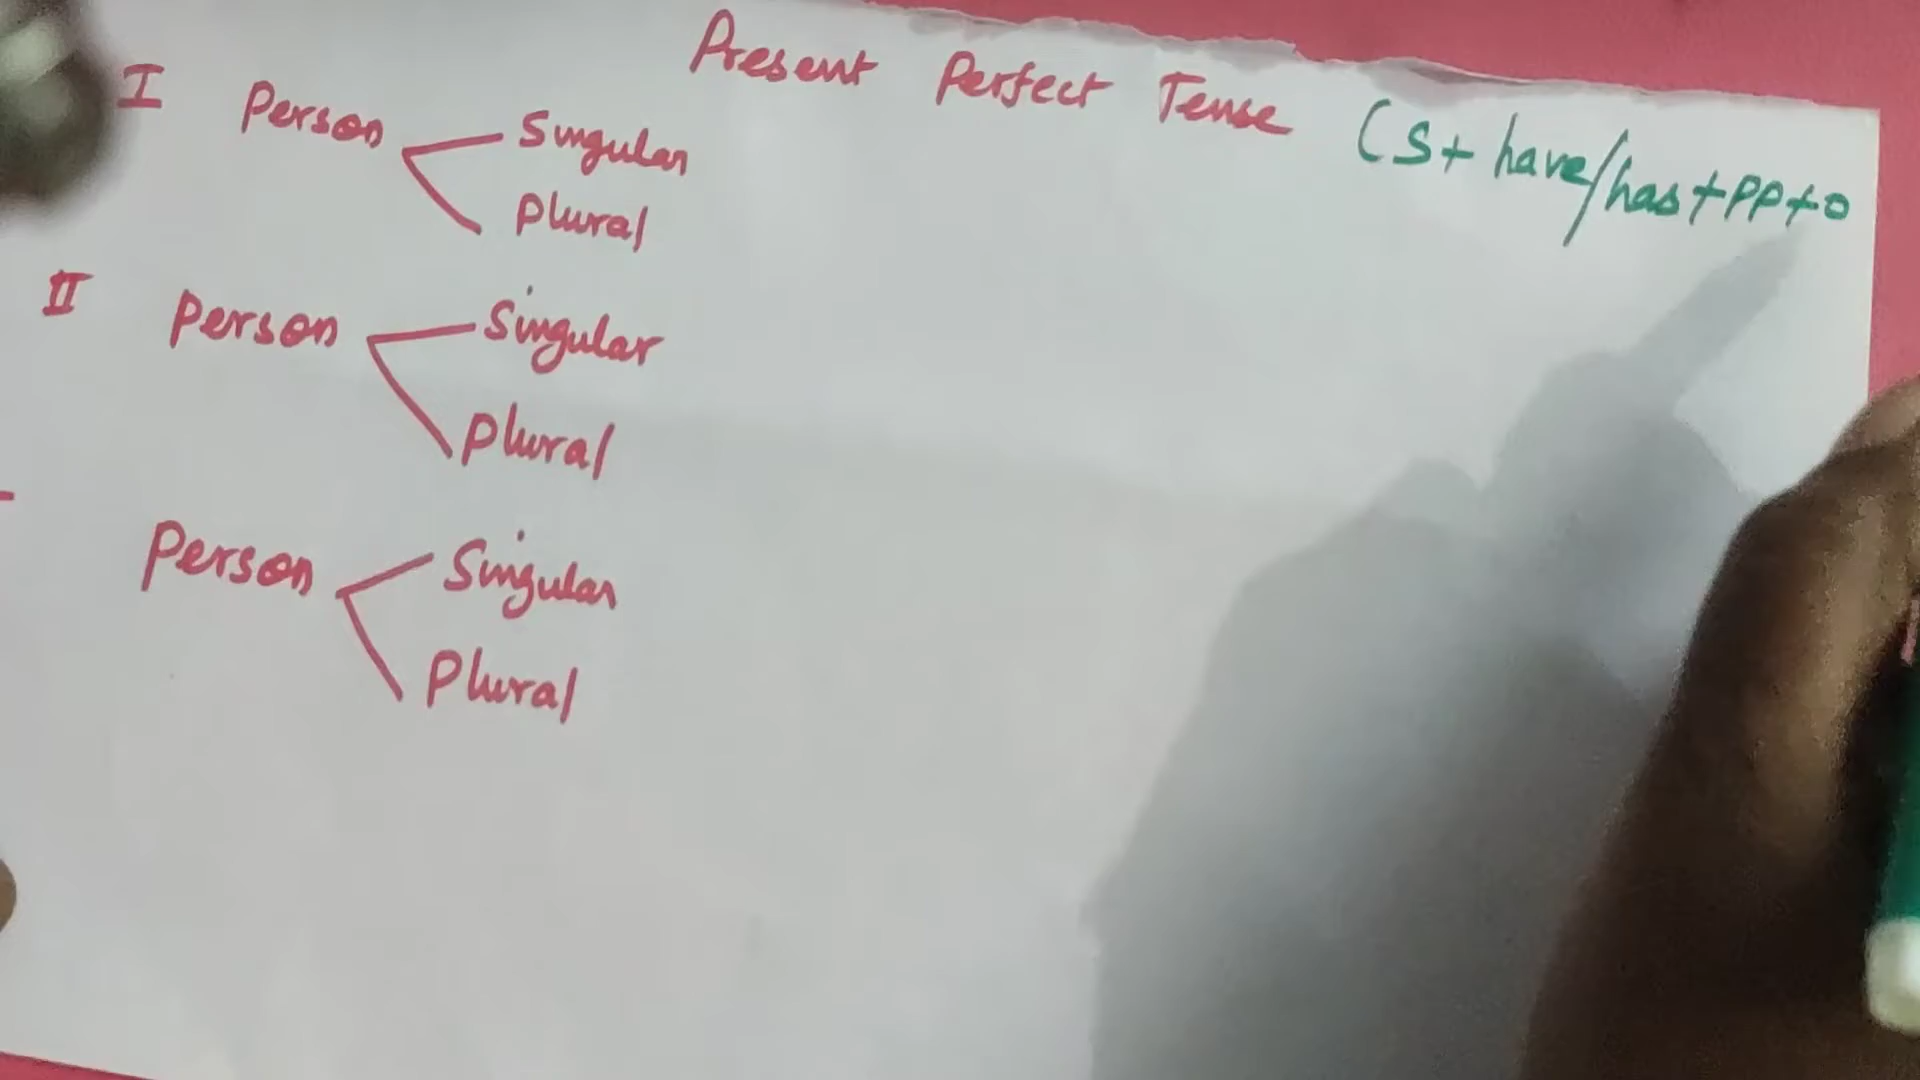 Present Perfect Tense (S+ have/has+PP+o
I Person Singular
Plural
II Person Singular
Plural
Person Singular
Plural